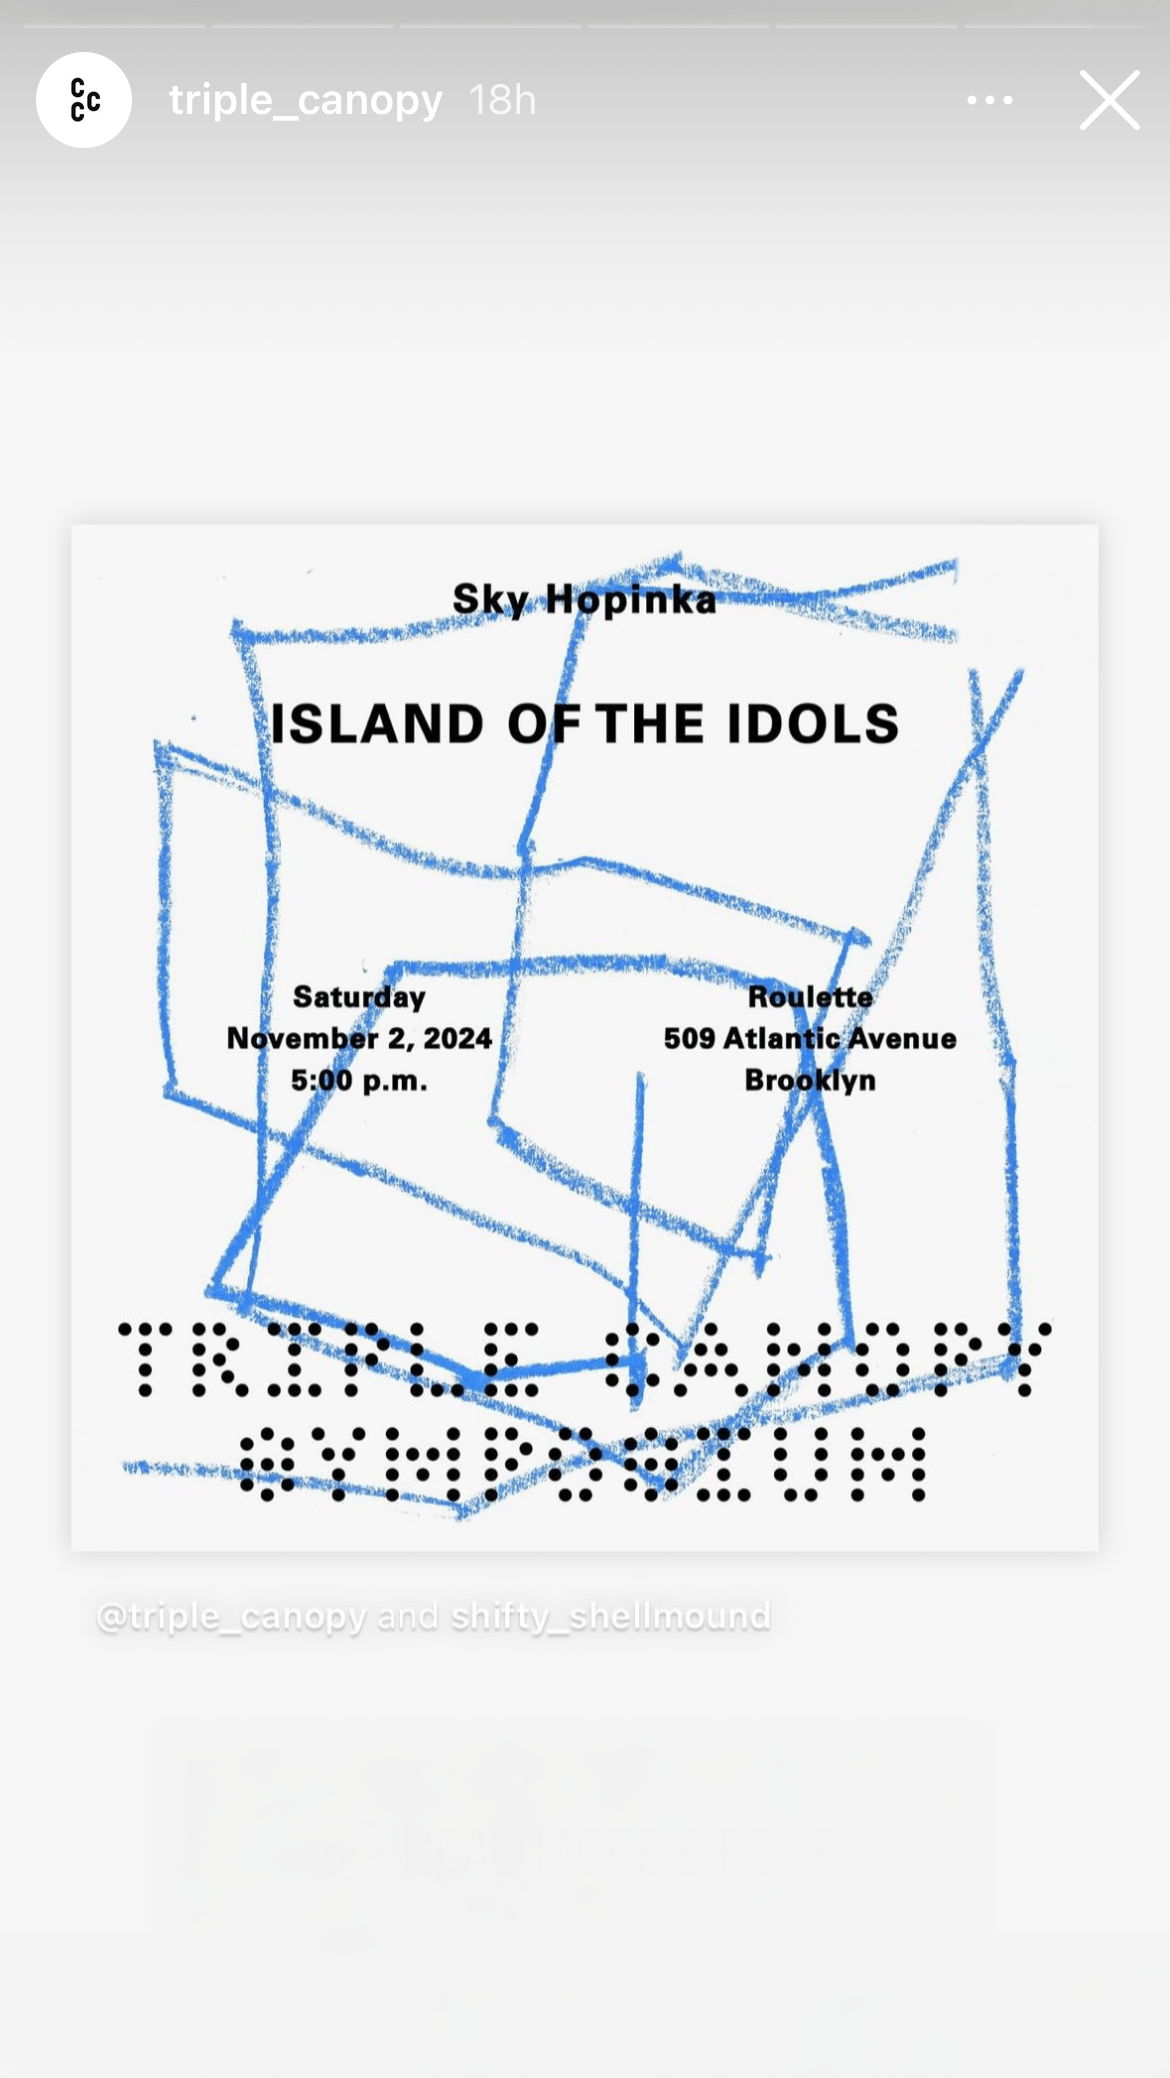 CCC
triple_canopy 18h
Sky Hopinka
ISLAND OF THE IDOLS
Saturday
November 2, 2024
5:00 p.m.
Roulette
509 Atlantic Avenue
Brooklyn
TRIPLE CANOPY
SYMPOSIUM
@triple_canopy and shifty_shellmound